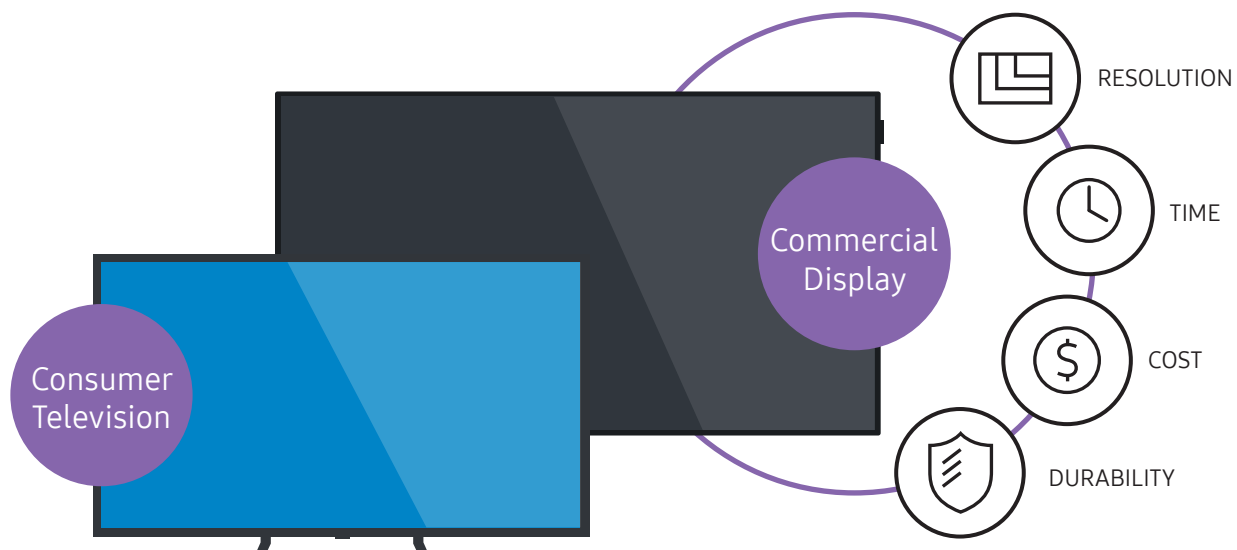 RESOLUTION
TIME
Commercial
Display
COST
Consumer
Television
$
DURABILITY